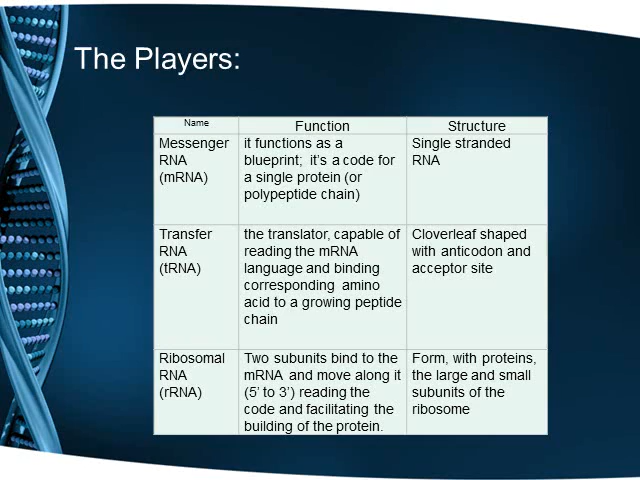 The Players:
Name
Function
Structure
Messenger
RNA
(mRNA)
it functions as a
blueprint; it’s a code for
a single protein (or
polypeptide chain)
Single stranded
RNA
Transfer
RNA
(tRNA)
the translator, capable of
reading the mRNA
language and binding
corresponding amino
acid to a growing peptide
chain
Cloverleaf shaped
with anticodon and
acceptor site
Ribosomal
RNA
(rRNA)
Two subunits bind to the
mRNA and move along it
(5’ to 3’) reading the
code and facilitating the
building of the protein.
Form, with proteins,
the large and small
subunits of the
ribosome